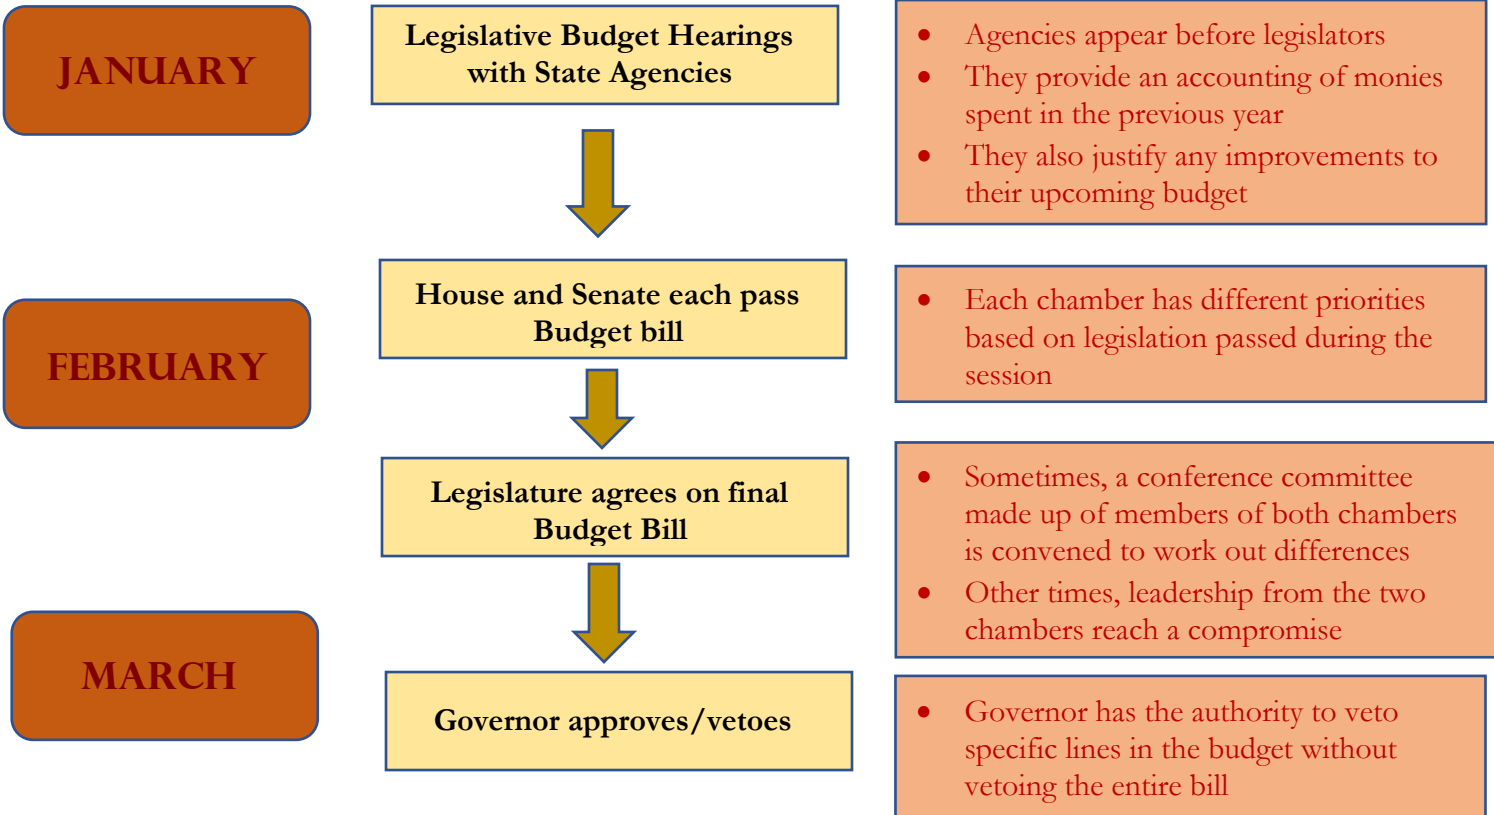 JANUARY
Legislative Budget Hearings
with State Agencies
• Agencies appear before legislators
• They provide an accounting of monies
spent in the previous year
• They also justify any improvements to
their upcoming budget
FEBRUARY
House and Senate each pass
Budget bill
• Each chamber has different priorities
based on legislation passed during the
session
Legislature agrees on final
Budget Bill
• Sometimes, a conference committee
made up of members of both chambers
is convened to work out differences
• Other times, leadership from the two
chambers reach a compromise
MARCH
Governor approves/vetoes
• Governor has the authority to veto
specific lines in the budget without
vetoing the entire bill